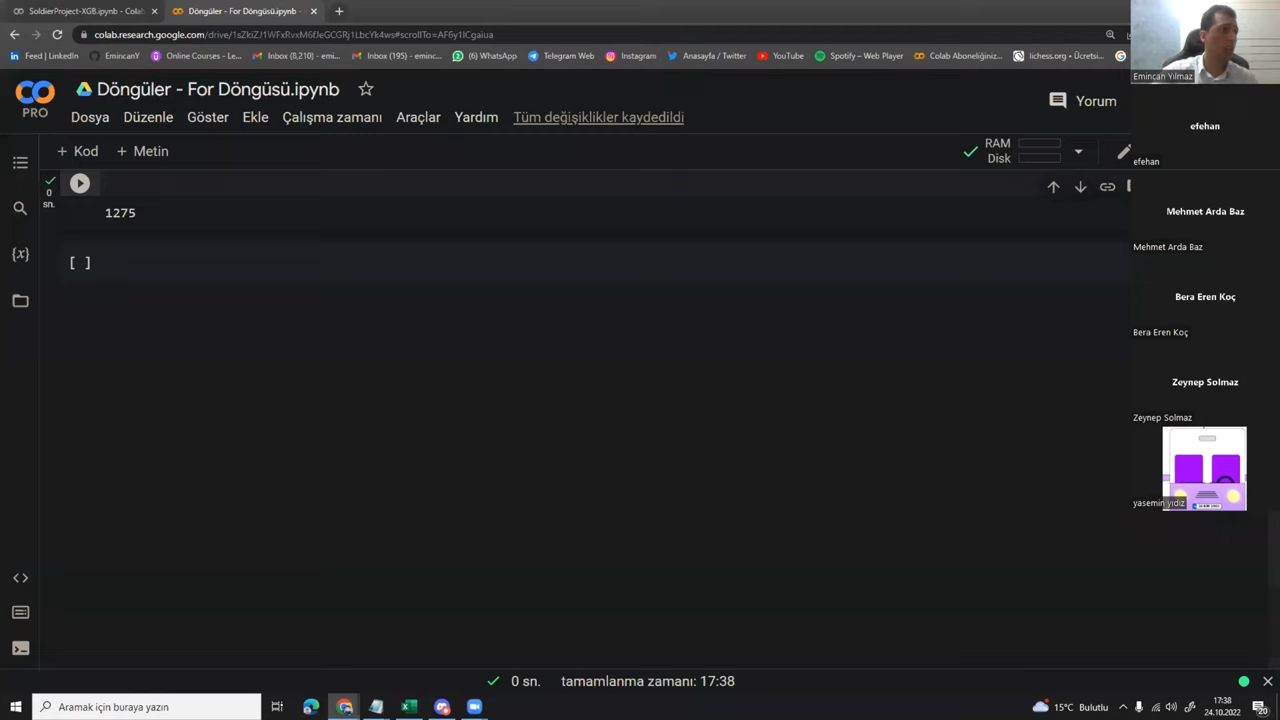 SoldierProject-XGB.ipynb - Colab
Döngüler - For Döngüsü.ipynb -
colab.research.google.com/drive/1sZkiZJ1WFxRvxM6fJeGCGRj1LbcYk4ws#scrollTo=AF6y1ICgaiua
Feed | LinkedIn
EmincanY
Online Courses - Le...
Inbox (8,210) - emi...
Inbox (195) - eminc...
(6) WhatsApp
Telegram Web
Instagram
Anasayfa / Twitter
YouTube
Spotify – Web Player
Colab Aboneliğiniz...
lichess.org • Ücretsi...
PRO
Döngüler - For Döngüsü.ipynb
Dosya Düzenle Göster Ekle Çalışma zamanı Araçlar Yardım Tüm değişiklikler kaydedildi
Yorum
+ Kod + Metin
RAM
Disk
0
sn.
1275
[ ]
{x}
Emincan Yılmaz
efehan
efehan
Mehmet Arda Baz
Mehmet Arda Baz
Bera Eren Koç
Bera Eren Koç
Zeynep Solmaz
Zeynep Solmaz
yasemin yıdız
0 sn. tamamlanma zamanı: 17:38
Aramak için buraya yazın
15°C Bulutlu
17:38
24.10.2022
20